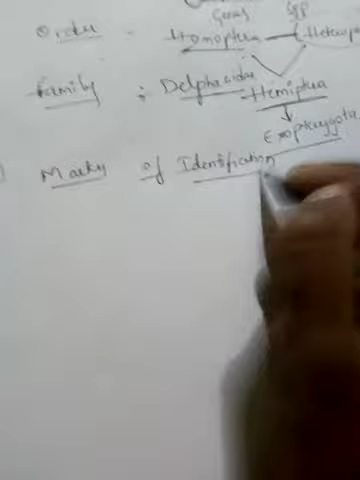 Order - Homoptera - (Heterop
Family : Delphacidae Hemiptera
Exopterygota
Marks of Identification